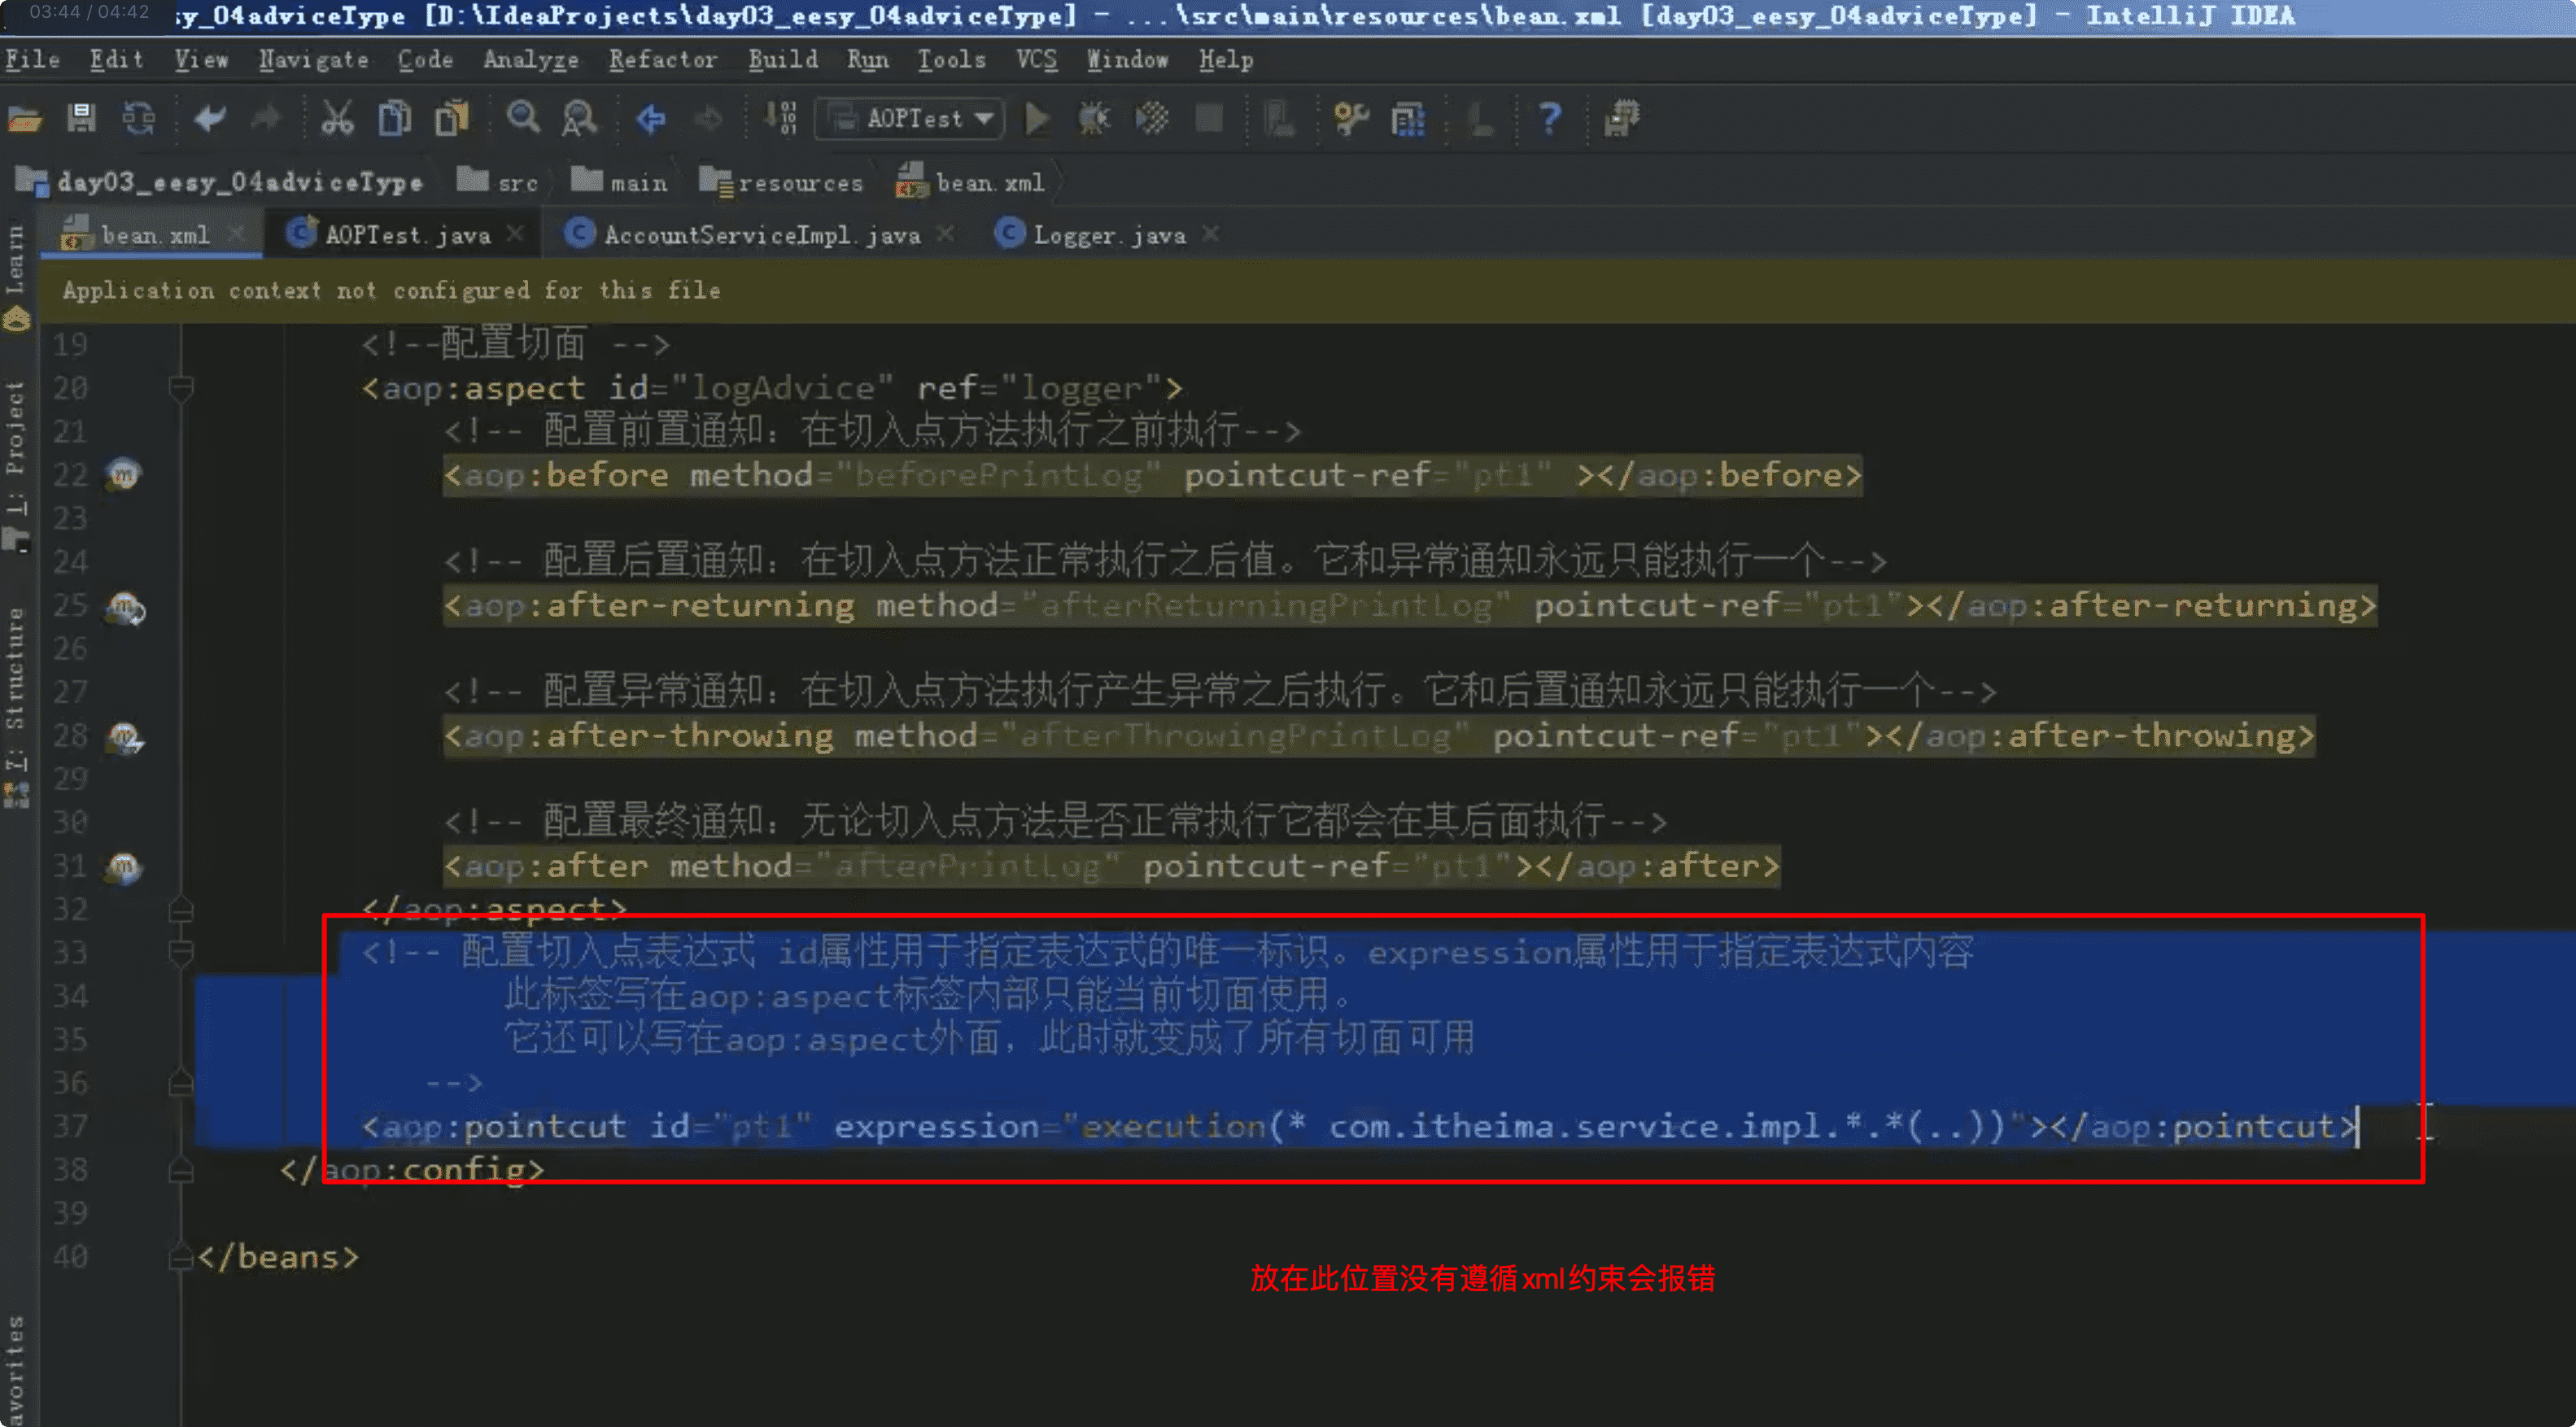 03:44 / 04:42
sy_04adviceType [D:\IdeaProjects\day03_eesy_04adviceType] - ...\src\main\resources\bean.xml [day03_eesy_04adviceType] - IntelliJ IDEA
File Edit View Navigate Code Analyze Refactor Build Run Tools VCS Window Help
AOPTest
day03_eesy_04adviceType src main resources bean.xml
bean.xml AOPTest.java AccountServiceImpl.java Logger.java
Application context not configured for this file
Learn
1: Project
7: Structure
avorites
19 <!--配置切面 -->
20 <aop:aspect id="logAdvice" ref="logger">
21 <!-- 配置前置通知：在切入点方法执行之前执行-->
22 <aop:before method="beforePrintLog" pointcut-ref="pt1" ></aop:before>
23
24 <!-- 配置后置通知：在切入点方法正常执行之后值。它和异常通知永远只能执行一个-->
25 <aop:after-returning method="afterReturningPrintLog" pointcut-ref="pt1"></aop:after-returning>
26
27 <!-- 配置异常通知：在切入点方法执行产生异常之后执行。它和后置通知永远只能执行一个-->
28 <aop:after-throwing method="afterThrowingPrintLog" pointcut-ref="pt1"></aop:after-throwing>
29
30 <!-- 配置最终通知：无论切入点方法是否正常执行它都会在其后面执行-->
31 <aop:after method="afterPrintLog" pointcut-ref="pt1"></aop:after>
32 </aop:aspect>
33 <!-- 配置切入点表达式 id属性用于指定表达式的唯一标识。expression属性用于指定表达式内容
34 此标签写在aop:aspect标签内部只能当前切面使用。
35 它还可以写在aop:aspect外面，此时就变成了所有切面可用
36 -->
37 <aop:pointcut id="pt1" expression="execution(* com.itheima.service.impl.*.*(..))"></aop:pointcut>
38 </aop:config>
39
40 </beans>
放在此位置没有遵循xml约束会报错